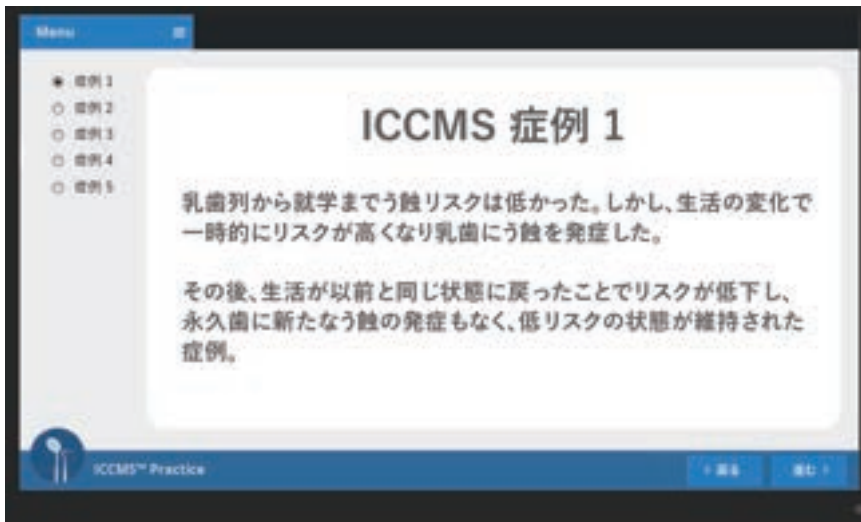 Menu
症例 1
症例 2
症例 3
症例 4
症例 5
ICCMS 症例 1
乳歯列から就学までう蝕リスクは低かった。しかし、生活の変化で
一時的にリスクが高くなり乳歯にう蝕を発症した。
その後、生活が以前と同じ状態に戻ったことでリスクが低下し、
永久歯に新たなう蝕の発症もなく、低リスクの状態が維持された
症例。
ICCMS™ Practice
戻る
進む